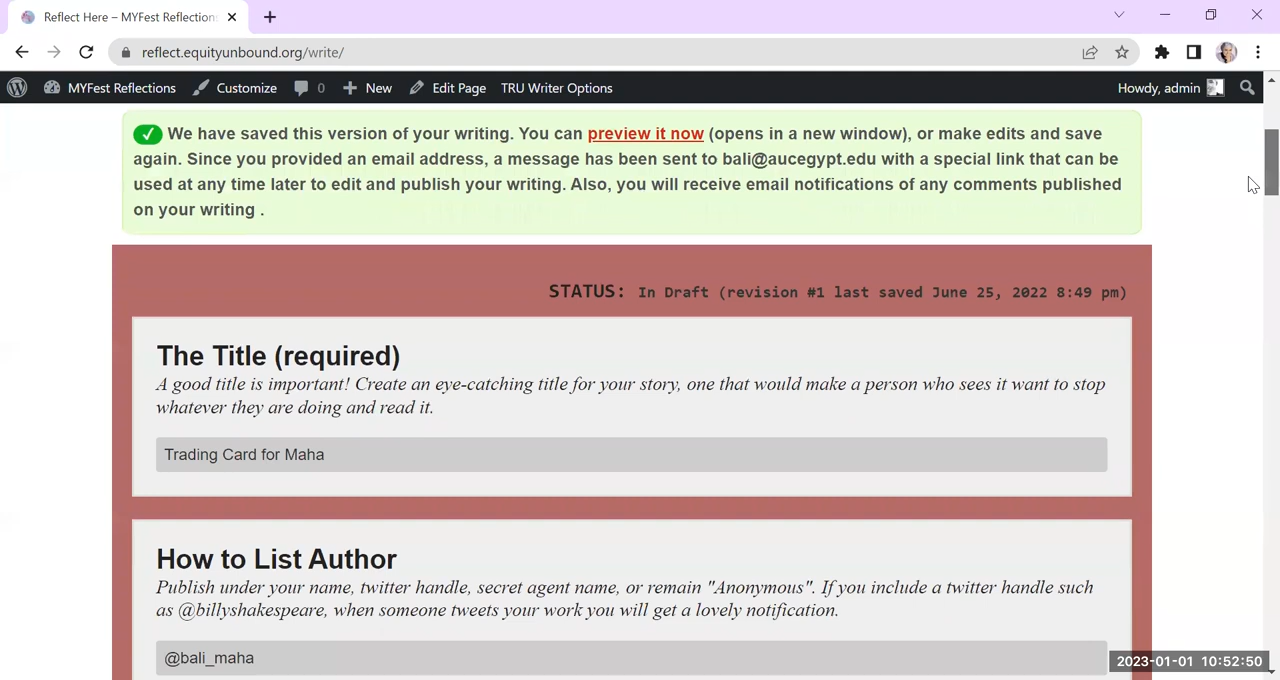 Reflect Here – MYFest Reflections
reflect.equityunbound.org/write/
MYFest Reflections Customize 0 New Edit Page TRU Writer Options Howdy, admin
We have saved this version of your writing. You can preview it now (opens in a new window), or make edits and save
again. Since you provided an email address, a message has been sent to bali@aucegypt.edu with a special link that can be
used at any time later to edit and publish your writing. Also, you will receive email notifications of any comments published
on your writing .
STATUS: In Draft (revision #1 last saved June 25, 2022 8:49 pm)
The Title (required)
A good title is important! Create an eye-catching title for your story, one that would make a person who sees it want to stop
whatever they are doing and read it.
Trading Card for Maha
How to List Author
Publish under your name, twitter handle, secret agent name, or remain "Anonymous". If you include a twitter handle such
as @billyshakespeare, when someone tweets your work you will get a lovely notification.
@bali_maha
2023-01-01 10:52:50